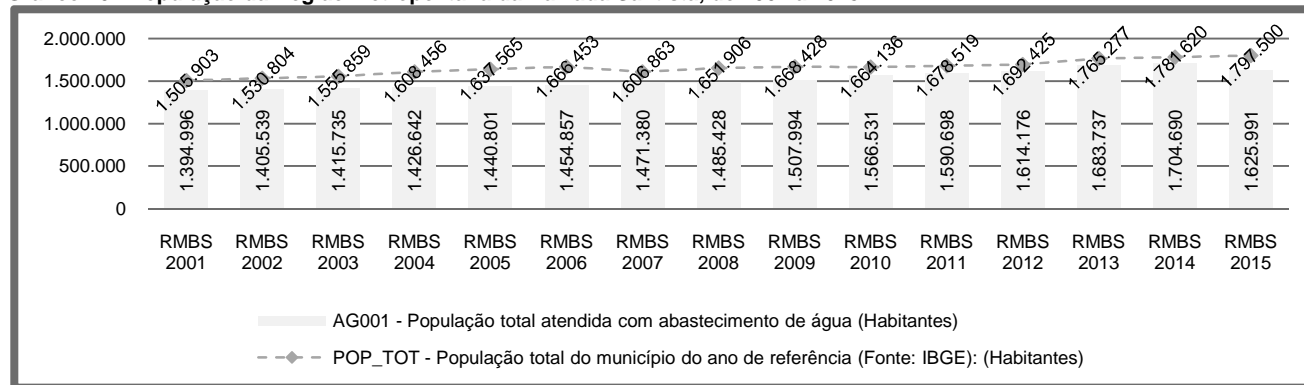 2.000.000
1.500.000
1.000.000
500.000
0
1.505.903
1.530.804
1.555.859
1.608.456
1.637.565
1.666.453
1.606.863
1.651.906
1.668.428
1.664.136
1.678.519
1.692.425
1.765.277
1.781.620
1.797.500
1.394.996
1.405.539
1.415.735
1.426.642
1.440.801
1.454.857
1.471.380
1.485.428
1.507.994
1.566.531
1.590.698
1.614.176
1.683.737
1.704.690
1.625.991
RMBS 2001
RMBS 2002
RMBS 2003
RMBS 2004
RMBS 2005
RMBS 2006
RMBS 2007
RMBS 2008
RMBS 2009
RMBS 2010
RMBS 2011
RMBS 2012
RMBS 2013
RMBS 2014
RMBS 2015
AG001 - População total atendida com abastecimento de água (Habitantes)
POP_TOT - População total do município do ano de referência (Fonte: IBGE): (Habitantes)